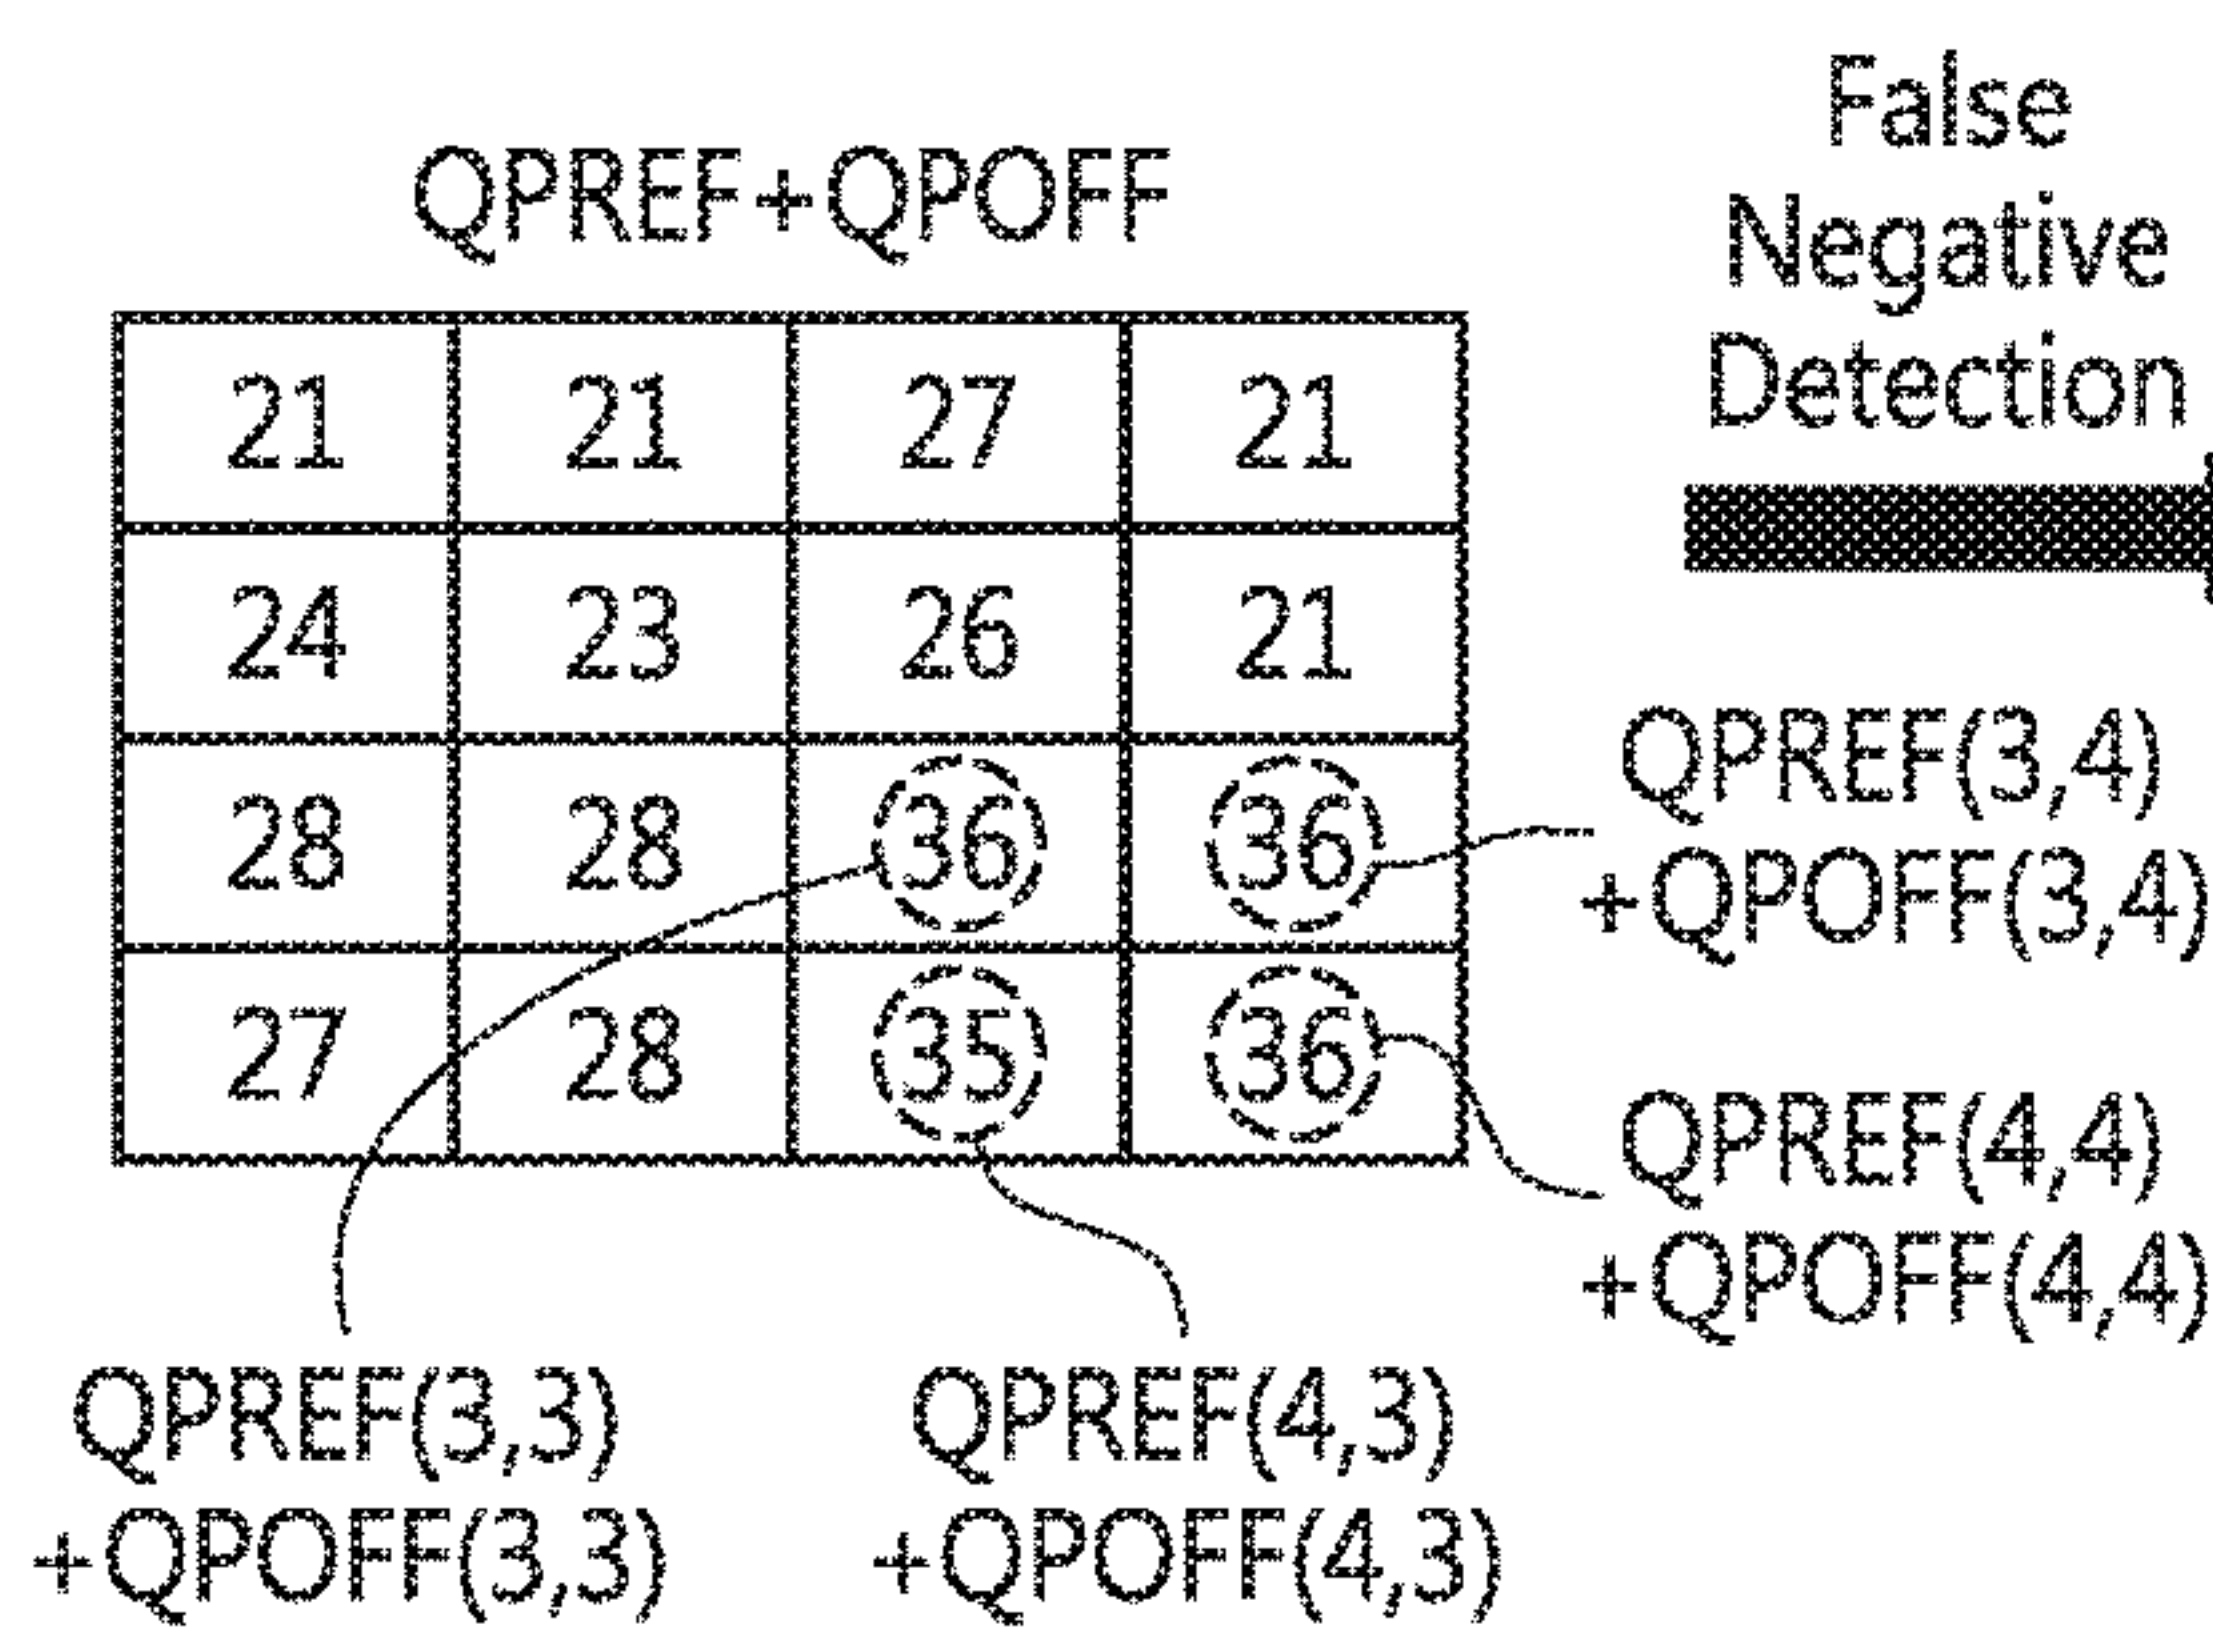 QPREF+QPOFF
False
Negative
Detection
21 21 27 21
24 23 26 21
28 28 36 36
27 28 35 36
QPREF(3,4)
+QPOFF(3,4)
QPREF(4,4)
+QPOFF(4,4)
QPREF(3,3)
+QPOFF(3,3)
QPREF(4,3)
+QPOFF(4,3)